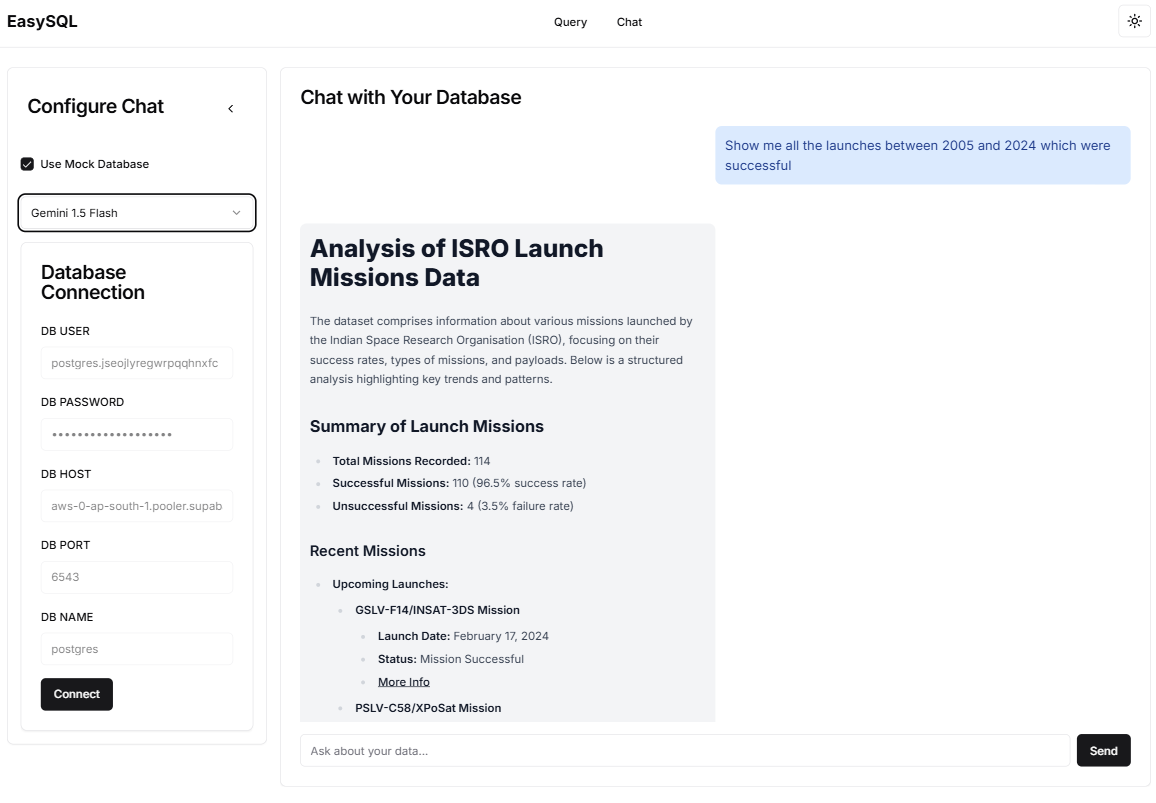 EasySQL
Query
Chat
Configure Chat
Use Mock Database
Gemini 1.5 Flash
Database
Connection
DB USER
postgres.jseojlyregwrpqqhnxfc
DB PASSWORD
•••••••••••••••••••
DB HOST
aws-0-ap-south-1.pooler.supab
DB PORT
6543
DB NAME
postgres
Connect
Chat with Your Database
Show me all the launches between 2005 and 2024 which were
successful
Analysis of ISRO Launch
Missions Data
The dataset comprises information about various missions launched by
the Indian Space Research Organisation (ISRO), focusing on their
success rates, types of missions, and payloads. Below is a structured
analysis highlighting key trends and patterns.
Summary of Launch Missions
Total Missions Recorded: 114
Successful Missions: 110 (96.5% success rate)
Unsuccessful Missions: 4 (3.5% failure rate)
Recent Missions
Upcoming Launches:
GSLV-F14/INSAT-3DS Mission
Launch Date: February 17, 2024
Status: Mission Successful
More Info
PSLV-C58/XPoSat Mission
Ask about your data...
Send